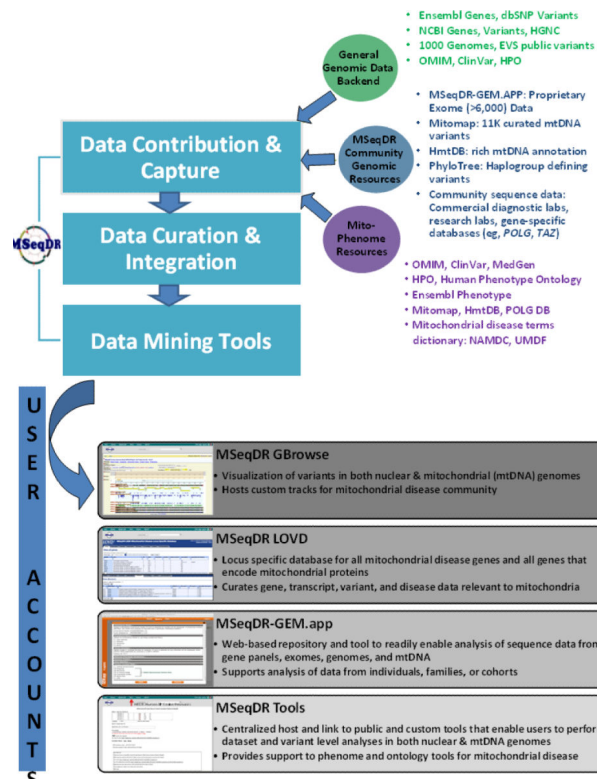 • Ensembl Genes, dbSNP Variants
• NCBI Genes, Variants, HGNC
• 1000 Genomes, EVS public variants
• OMIM, ClinVar, HPO
General
Genomic Data
Backend
• MSeqDR-GEM.APP: Proprietary
Exome (>6,000) Data
• Mitomap: 11K curated mtDNA
variants
• HmtDB: rich mtDNA annotation
• PhyloTree: Haplogroup defining
variants
• Community sequence data:
Commercial diagnostic labs,
research labs, gene-specific
databases (eg, POLG, TAZ)
MSeqDR
Community
Genomic
Resources
Mito-
Phenome
Resources
• OMIM, ClinVar, MedGen
• HPO, Human Phenotype Ontology
• Ensembl Phenotype
• Mitomap, HmtDB, POLG DB
• Mitochondrial disease terms
dictionary: NAMDC, UMDF
Data Contribution &
Capture
MSeqDR
Data Curation &
Integration
Data Mining Tools
USER
ACCOUNTS
MSeqDR GBrowse
• Visualization of variants in both nuclear & mitochondrial (mtDNA) genomes
• Hosts custom tracks for mitochondrial disease community
MSeqDR LOVD
• Locus specific database for all mitochondrial disease genes and all genes that
encode mitochondrial proteins
• Curates gene, transcript, variant, and disease data relevant to mitochondria
MSeqDR-GEM.app
• Web-based repository and tool to readily enable analysis of sequence data from
gene panels, exomes, genomes, and mtDNA
• Supports analysis of data from individuals, families, or cohorts
MSeqDR Tools
• Centralized host and link to public and custom tools that enable users to perfor
dataset and variant level analyses in both nuclear & mtDNA genomes
• Provides support to phenome and ontology tools for mitochondrial disease